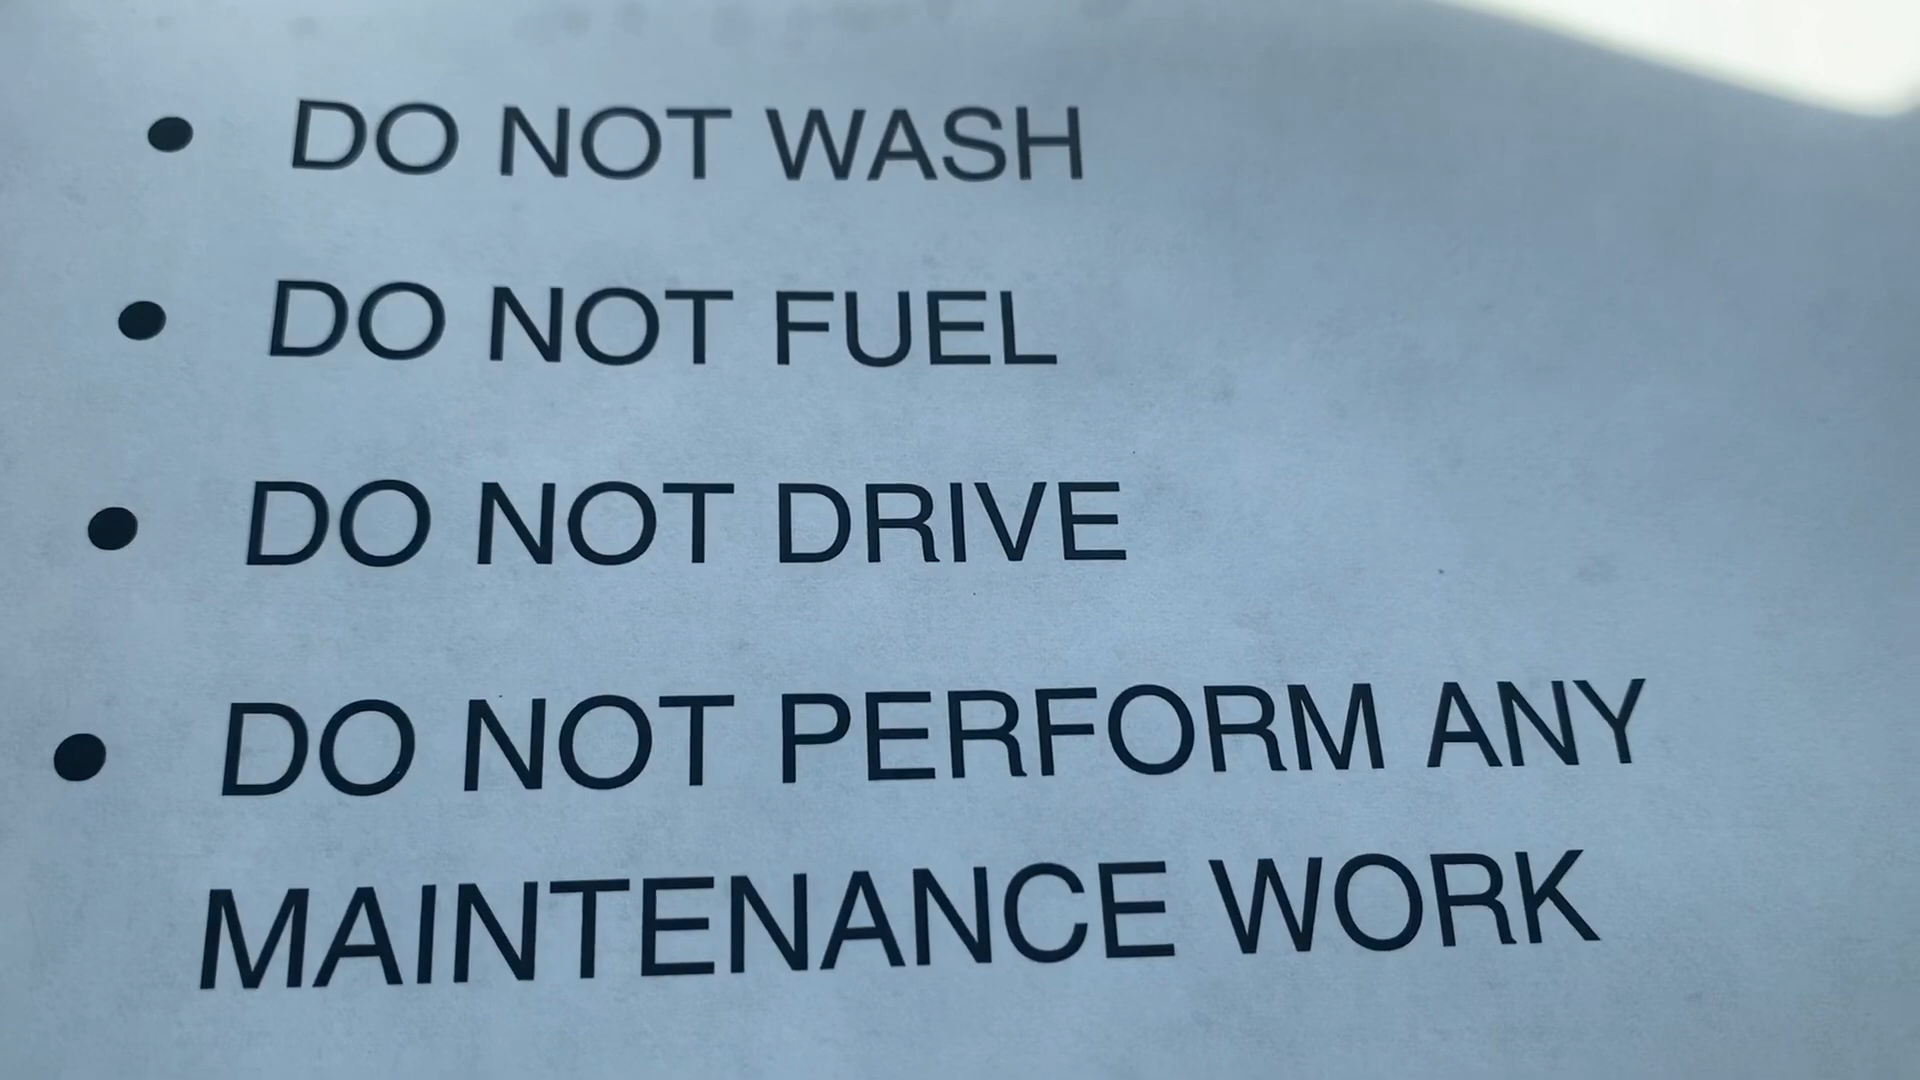 • DO NOT WASH
• DO NOT FUEL
• DO NOT DRIVE
• DO NOT PERFORM ANY
MAINTENANCE WORK